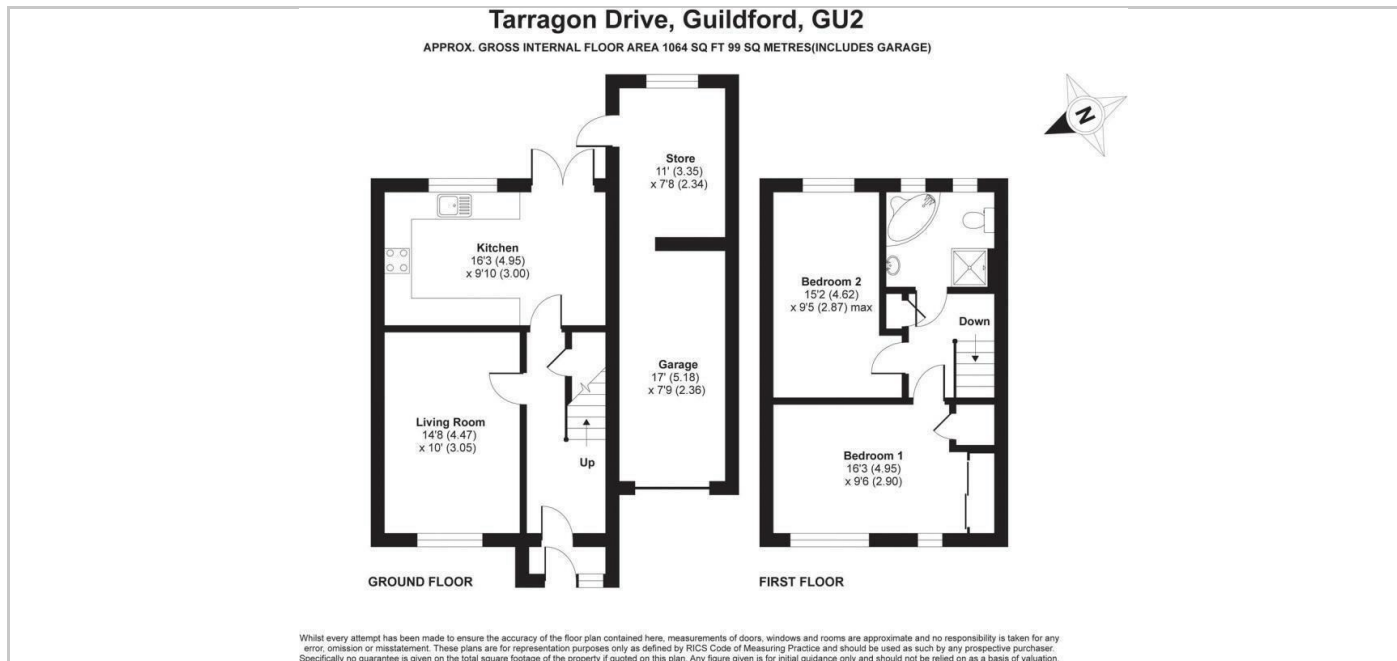 Tarragon Drive, Guildford, GU2
APPROX. GROSS INTERNAL FLOOR AREA 1064 SQ FT 99 SQ METRES(INCLUDES GARAGE)
N
Store
11' (3.35)
x 7'8 (2.34)
Kitchen
16'3 (4.95)
x 9'10 (3.00)
Bedroom 2
15'2 (4.62)
x 9'5 (2.87) max
Down
Garage
17' (5.18)
x 7'9 (2.36)
Living Room
14'8 (4.47)
x 10' (3.05)
Up
Bedroom 1
16'3 (4.95)
x 9'6 (2.90)
GROUND FLOOR
FIRST FLOOR
Whilst every attempt has been made to ensure the accuracy of the floor plan contained here, measurements of doors, windows and rooms are approximate and no responsibility is taken for any
error, omission or misstatement. These plans are for representation purposes only as defined by RICS Code of Measuring Practice and should be used as such by any prospective purchaser.
Specifically no guarantee is given on the total square footage of the property if quoted on this plan. Any figure given is for initial guidance only and should not be relied on as a basis of valuation.